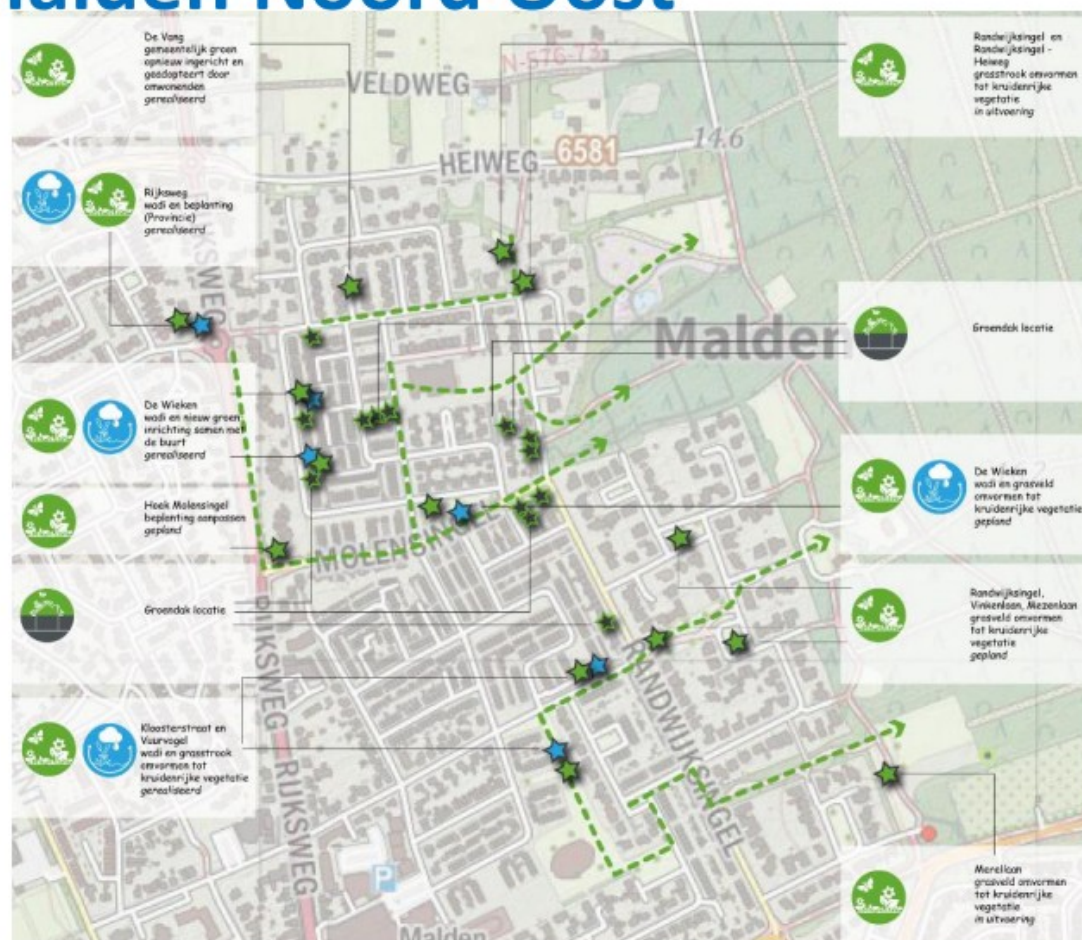 Malden Noord Oost
De Vang
gemeentelijk groen
opnieuw ingericht en
geadopteerd door
omwonenden
gerealiseerd
Rijksweg
wadi en beplanting
(Provincie)
gerealiseerd
De Wieken
wadi en nieuw groen
inrichting samen met
de buurt
gerealiseerd
Hoek Molensingel
beplanting aanpassen
gepland
Groendak locatie
Kloosterstraat en
Vuurvogel
wadi en grasstrook
omvormen tot
kruidenrijke vegetatie
gerealiseerd
N-576-73
VELDWEG
HEIWEG
6581
14.6
Malden
MOLENSINGEL
RIJKSWEG
RIJKSWEG
RANDWIJKSINGEL
P
Malden
Randwijksingel en
Randwijksingel -
Heiweg
grasstrook omvormen
tot kruidenrijke
vegetatie
in uitvoering
Groendak locatie
De Wieken
wadi en grasveld
omvormen tot
kruidenrijke vegetatie
gepland
Randwijksingel,
Vinkenlaan, Mezenlaan
grasveld omvormen
tot kruidenrijke
vegetatie
gepland
Merellaan
grasveld omvormen
tot kruidenrijke
vegetatie
in uitvoering